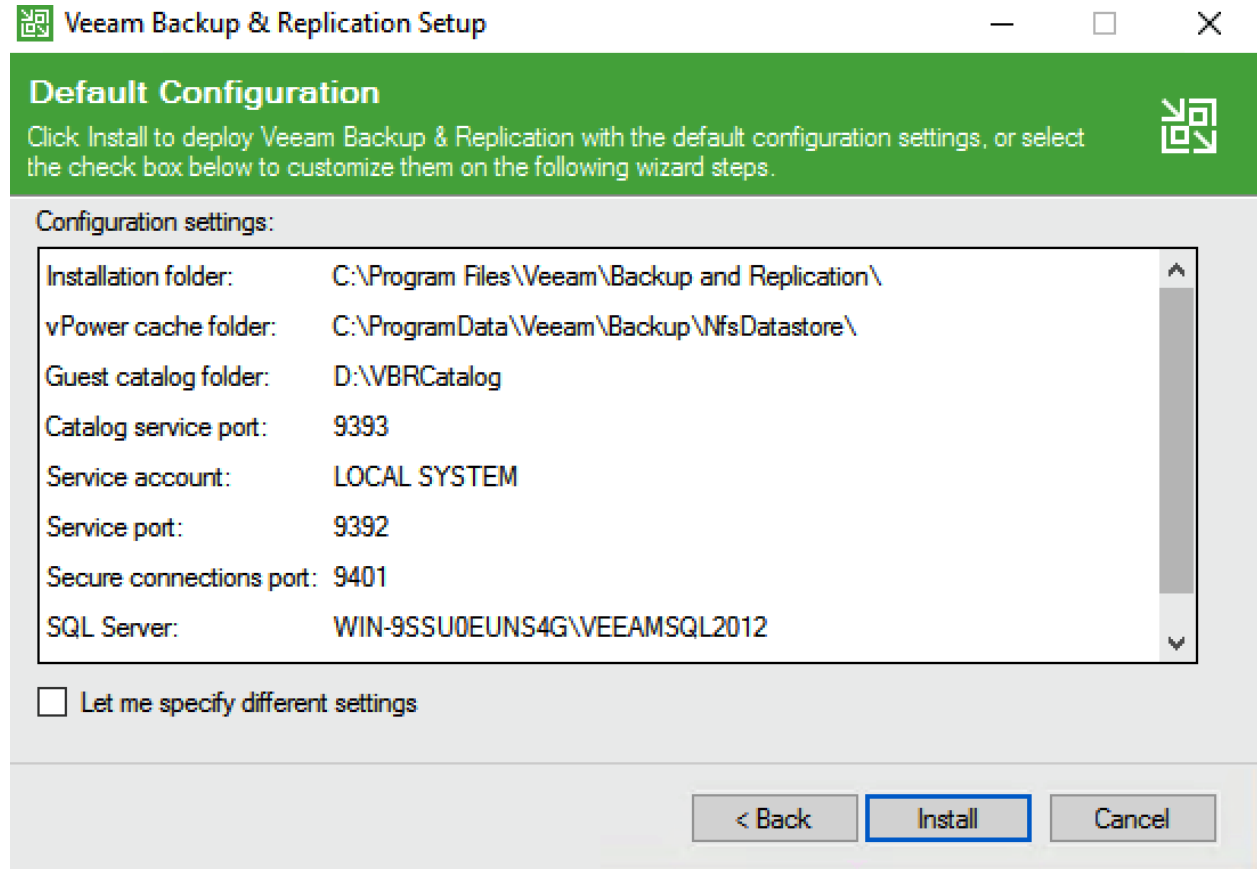 Veeam Backup & Replication Setup
Default Configuration
Click Install to deploy Veeam Backup & Replication with the default configuration settings, or select
the check box below to customize them on the following wizard steps.
Configuration settings:
Installation folder: C:\Program Files\Veeam\Backup and Replication\
vPower cache folder: C:\ProgramData\Veeam\Backup\NfsDatastore\
Guest catalog folder: D:\VBRCatalog
Catalog service port: 9393
Service account: LOCAL SYSTEM
Service port: 9392
Secure connections port: 9401
SQL Server: WIN-9SSU0EUNS4G\VEEAMSQL2012
Let me specify different settings
< Back Install Cancel